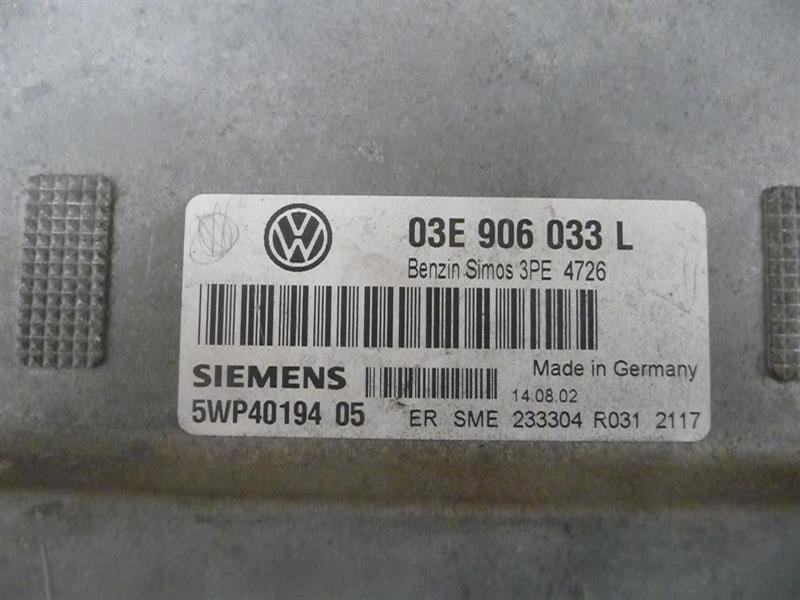 03E 906 033 L
Benzin Simos 3PE 4726
Made in Germany
SIEMENS
14.08.02
5WP40194 05
ER SME 233304 R031 2117